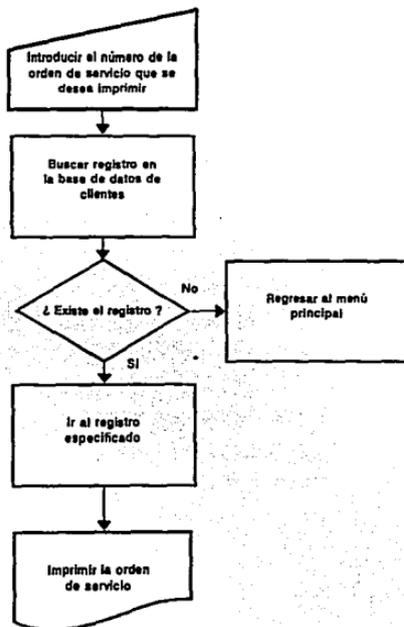 Introducir el número de la
orden de servicio que se
desea imprimir
Buscar registro en
la base de datos de
clientes
¿ Existe el registro ?
No
Regresar al menú
principal
Sí
Ir al registro
especificado
Imprimir la orden
de servicio